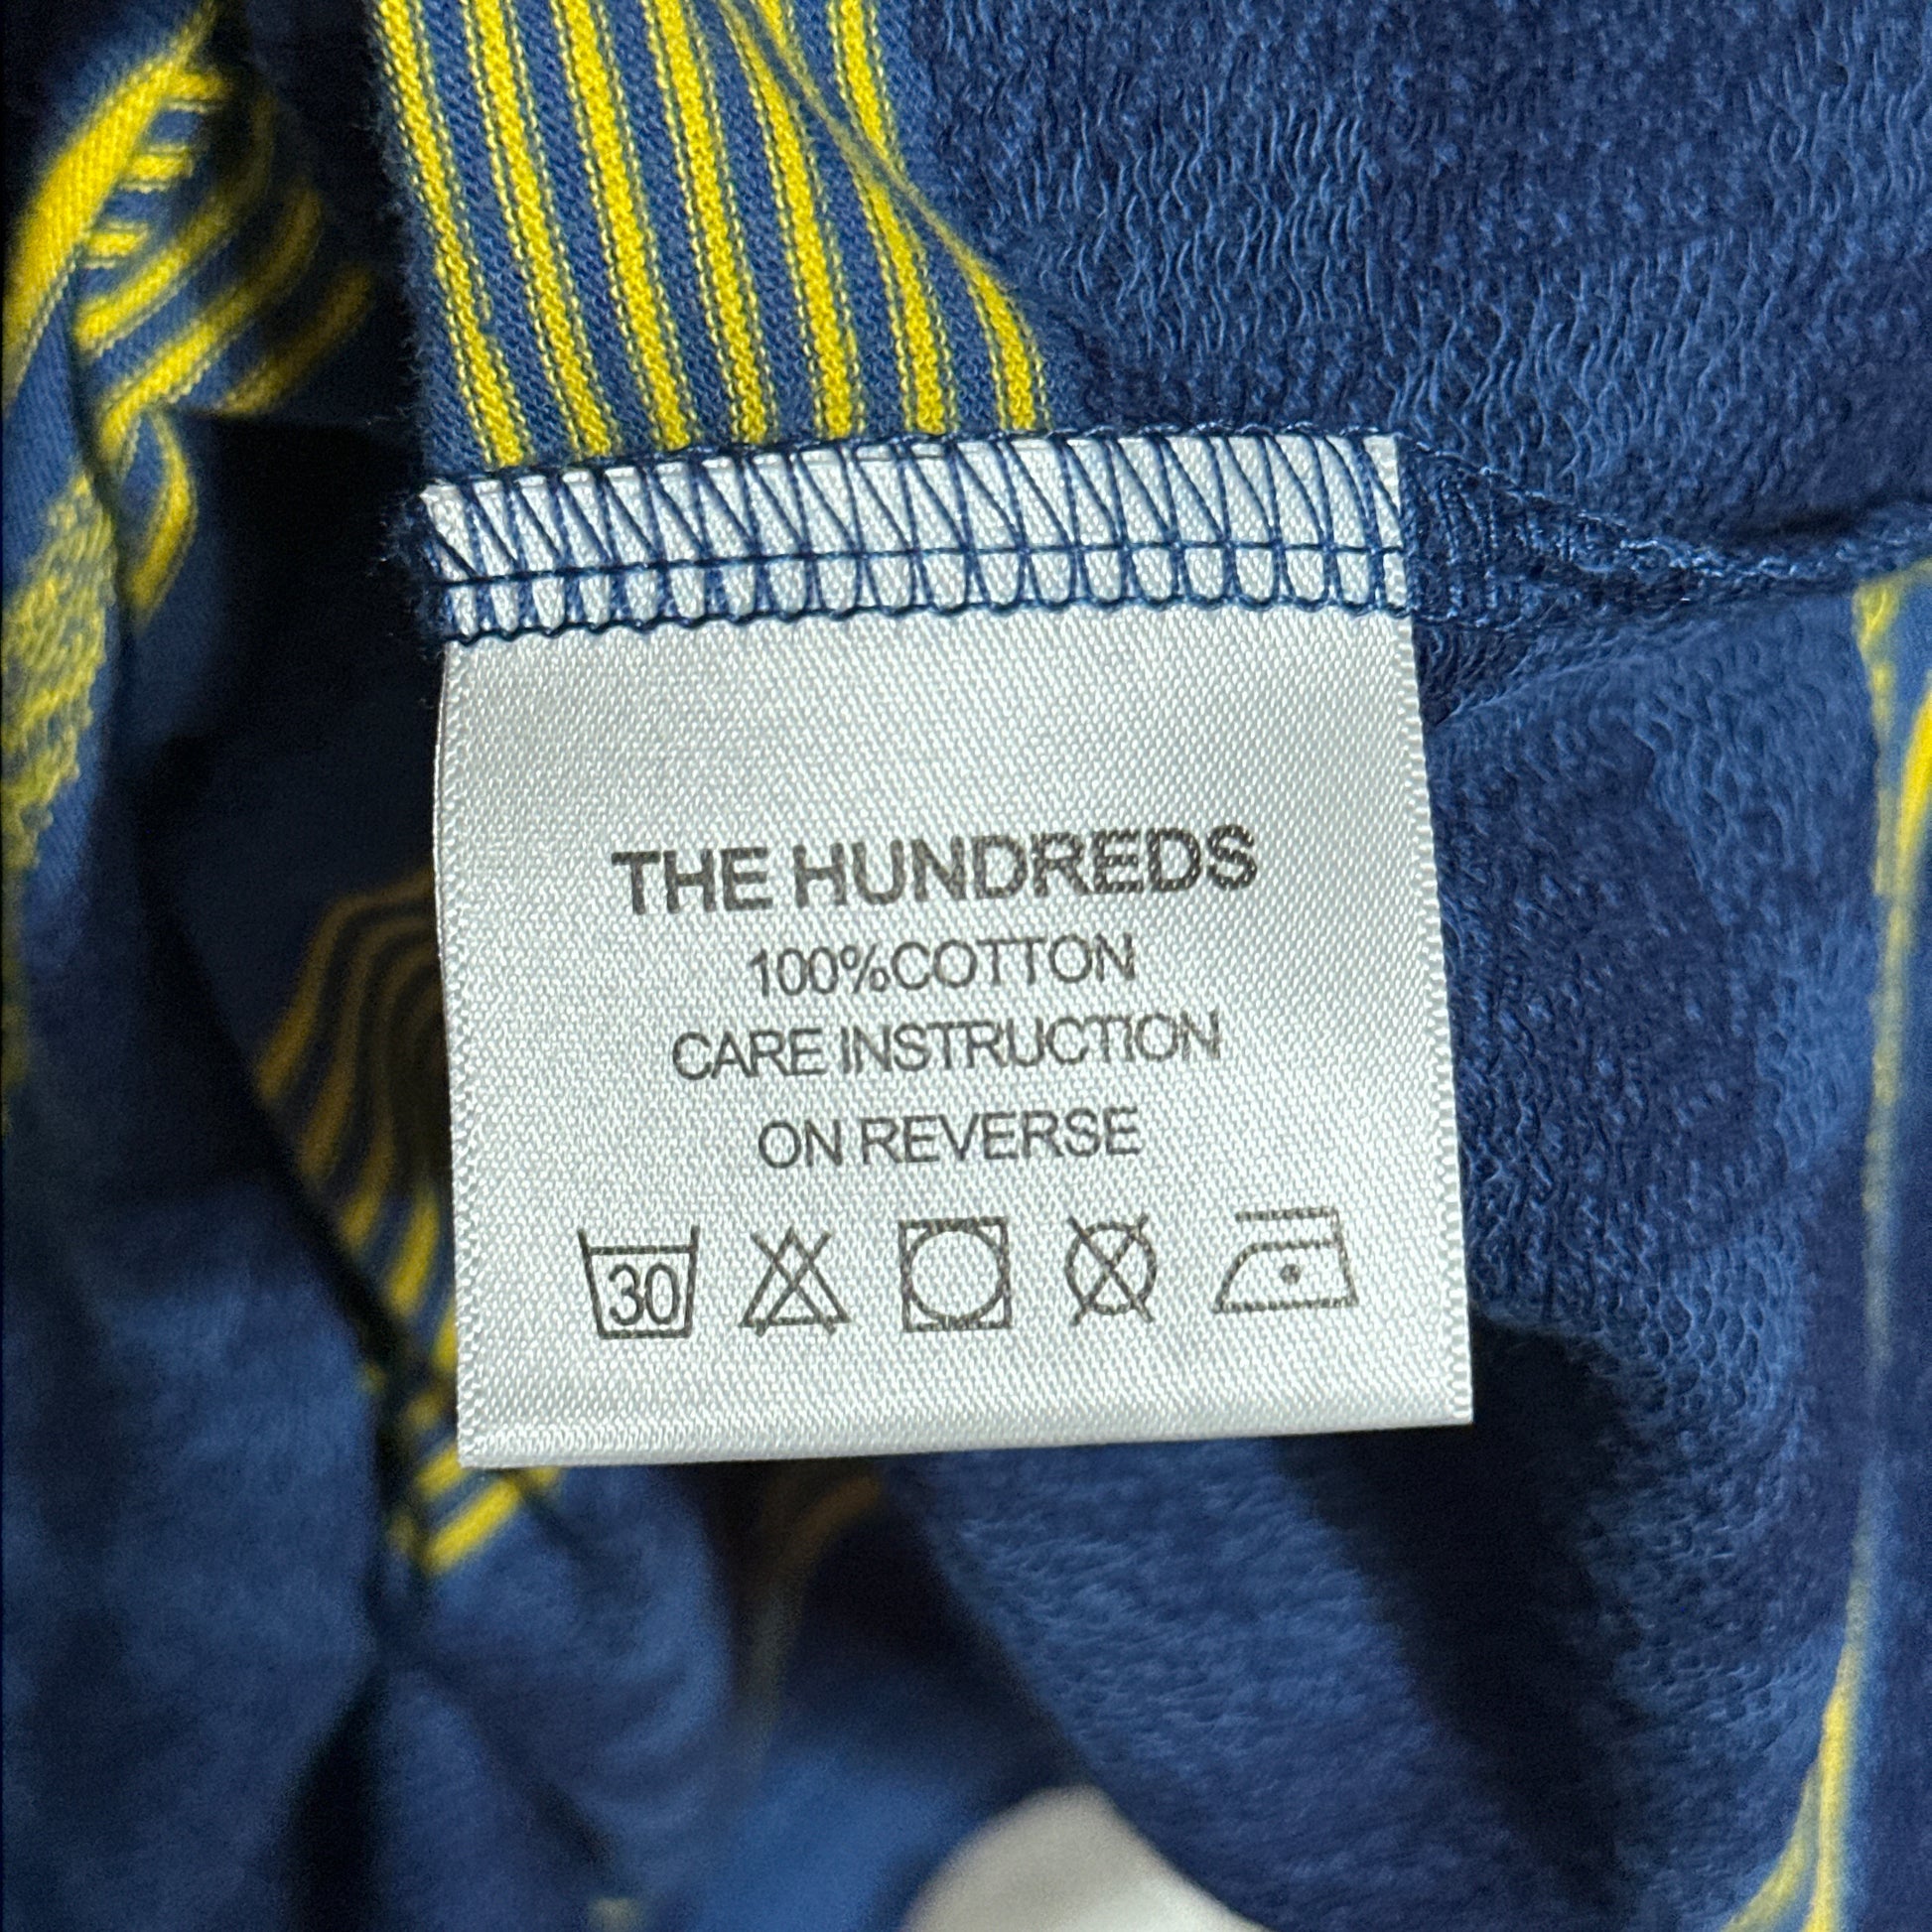 THE HUNDREDS
100%COTTON
CARE INSTRUCTION
ON REVERSE
30